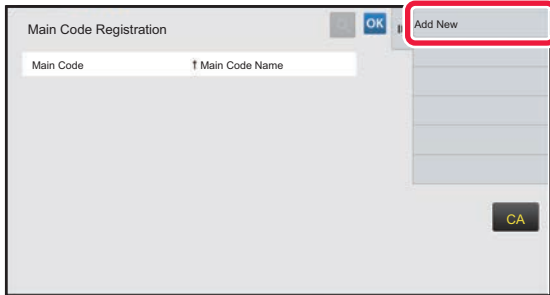 Main Code Registration
OK
Add New
Main Code
Main Code Name
CA